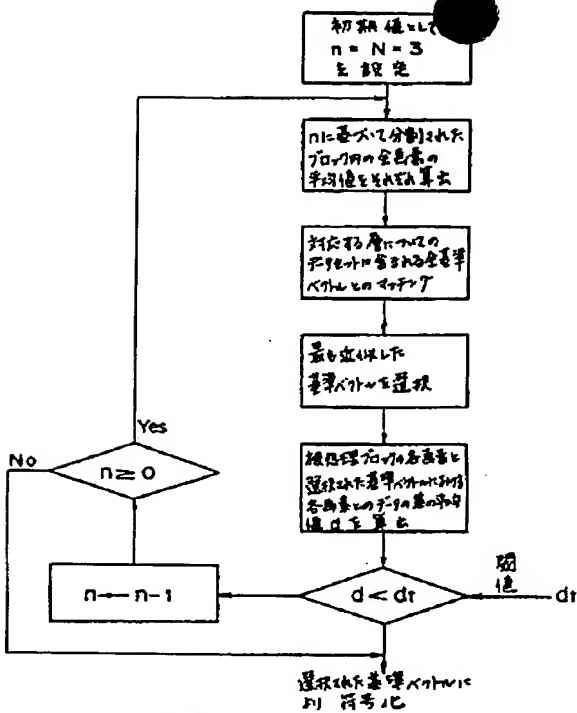 初期値として
n = N = 3
を設定
nに基づいて分割された
ブロック内の全画素の
平均値をそれぞれ算出
対応する層についての
データセットに含まれる全基準
ベクトルとのマッチング
最も近似した
基準ベクトルを選択
被処理ブロックの各画素と
選択された基準ベクトルにおける
各画素とのデータの差の平均
値dを算出
Yes
No
n≧0
n←n-1
d<dt
閾
値
dt
選択された基準ベクトルに
より 符号化